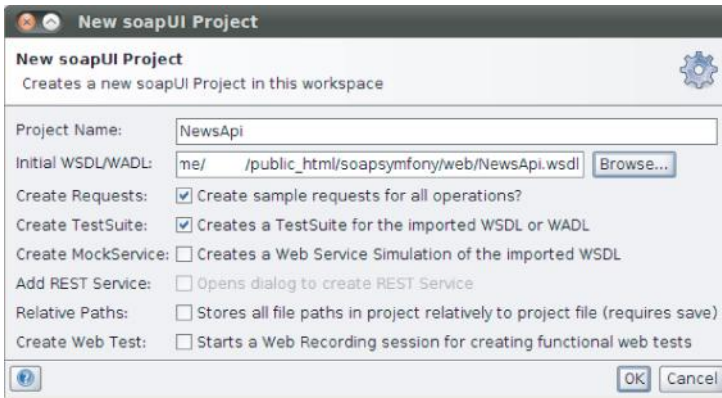 New soapUI Project
New soapUI Project
Creates a new soapUI Project in this workspace
Project Name: NewsApi
Initial WSDL/WADL: me/ /public_html/soapsymfony/web/NewsApi.wsdl Browse...
Create Requests: Create sample requests for all operations?
Create TestSuite: Creates a TestSuite for the imported WSDL or WADL
Create MockService: Creates a Web Service Simulation of the imported WSDL
Add REST Service: Opens dialog to create REST Service
Relative Paths: Stores all file paths in project relatively to project file (requires save)
Create Web Test: Starts a Web Recording session for creating functional web tests
? OK Cancel